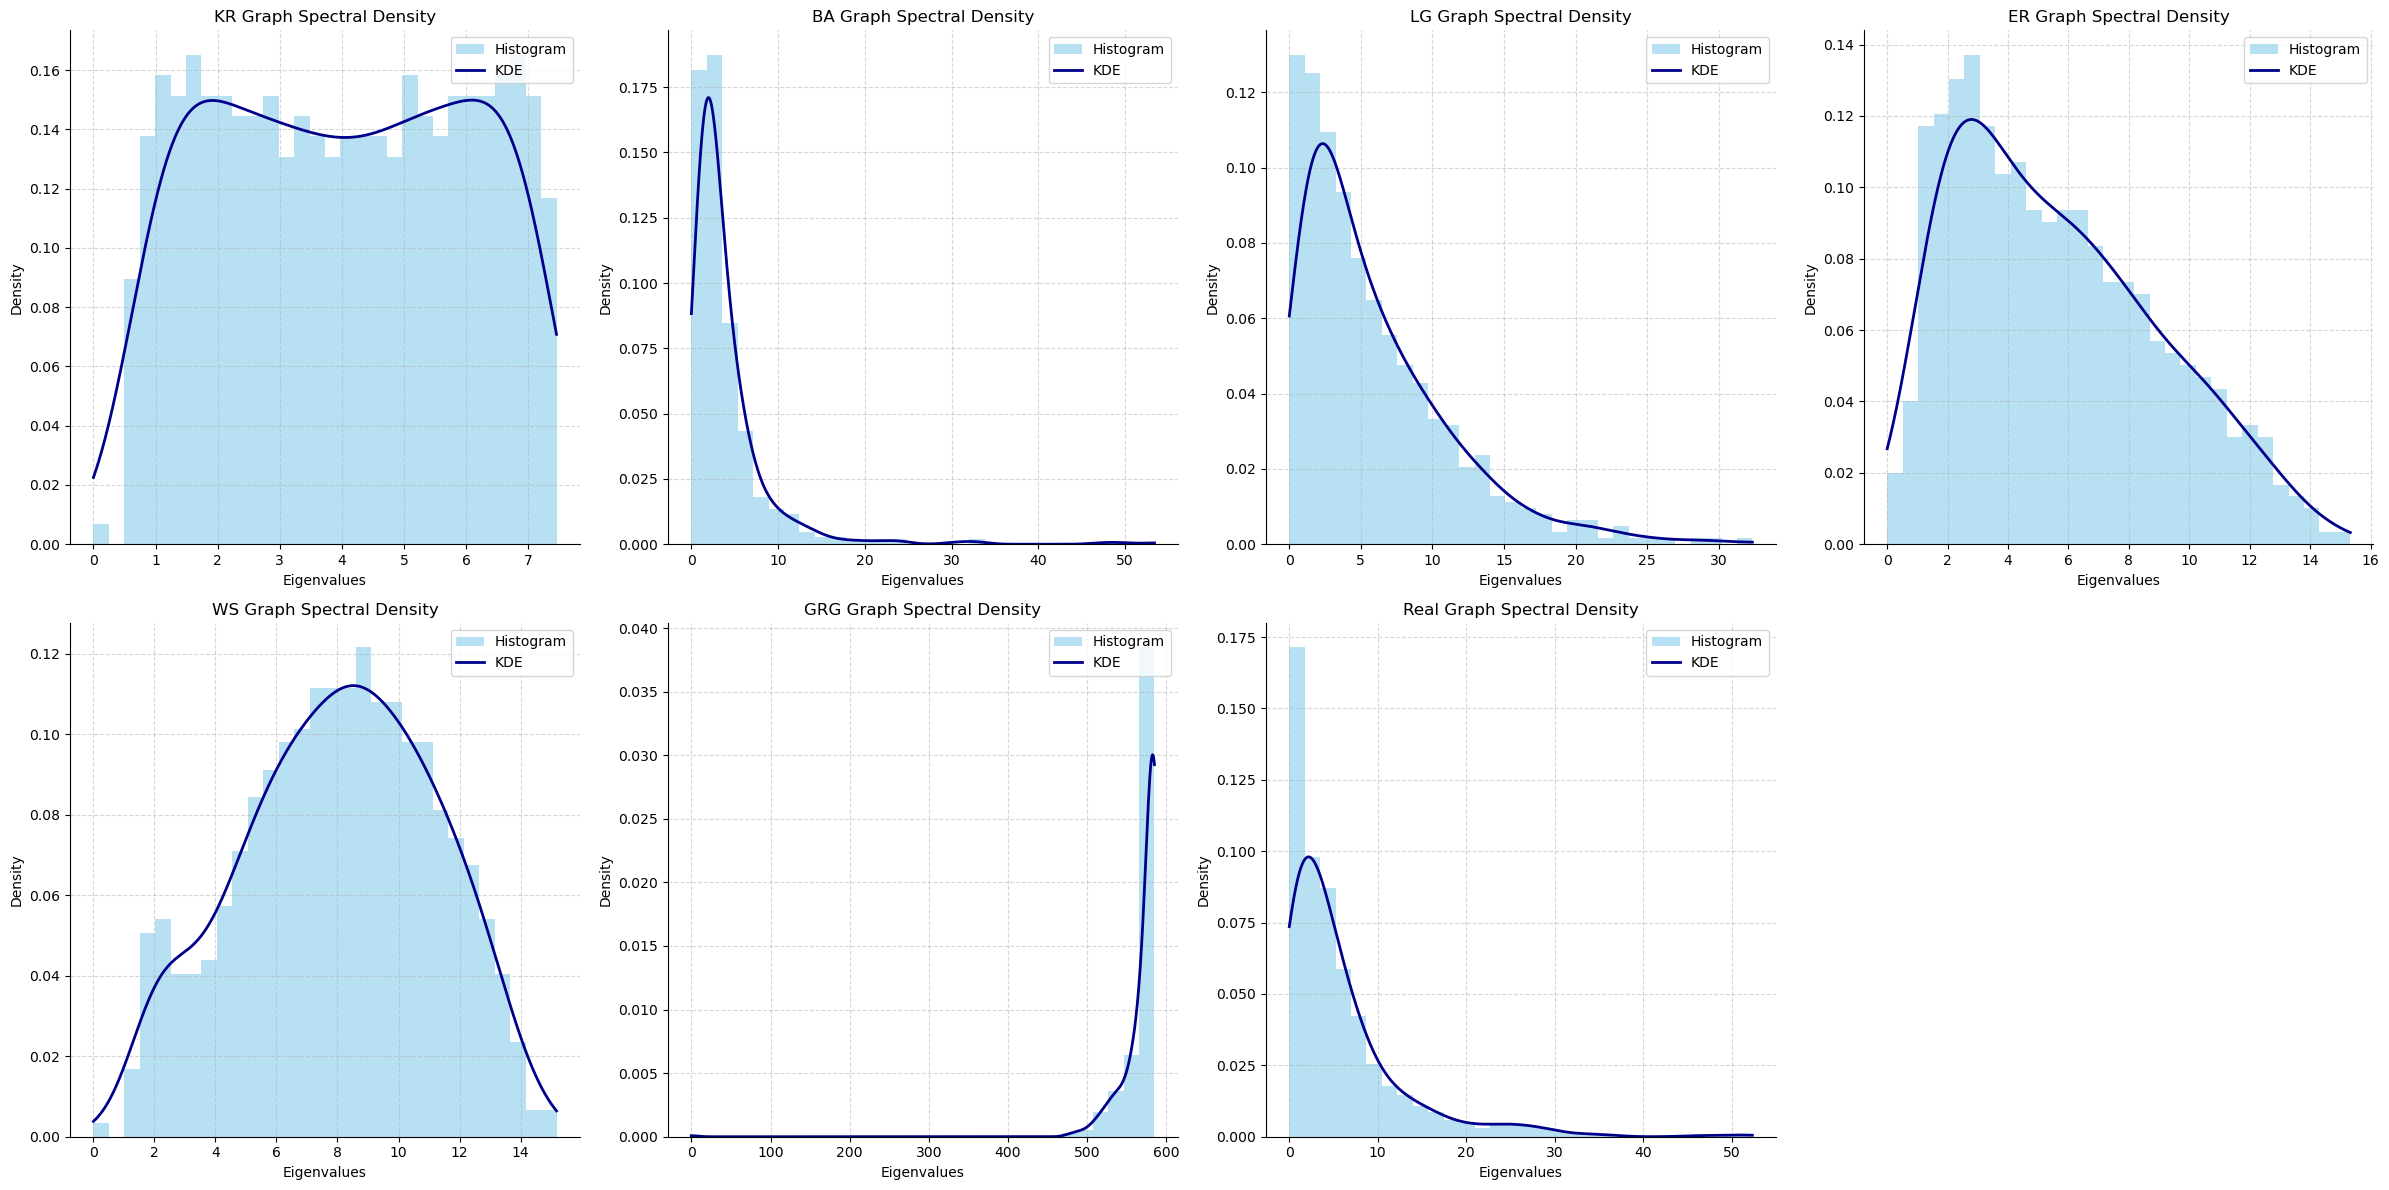 KR Graph Spectral Density
Histogram
KDE
0.16
0.14
0.12
0.10
0.08
0.06
0.04
0.02
0.00
Density
0 1 2 3 4 5 6 7
Eigenvalues
BA Graph Spectral Density
Histogram
KDE
0.175
0.150
0.125
0.100
0.075
0.050
0.025
0.000
Density
0 10 20 30 40 50
Eigenvalues
LG Graph Spectral Density
Histogram
KDE
0.12
0.10
0.08
0.06
0.04
0.02
0.00
Density
0 5 10 15 20 25 30
Eigenvalues
ER Graph Spectral Density
Histogram
KDE
0.14
0.12
0.10
0.08
0.06
0.04
0.02
0.00
Density
0 2 4 6 8 10 12 14 16
Eigenvalues
WS Graph Spectral Density
Histogram
KDE
0.12
0.10
0.08
0.06
0.04
0.02
0.00
Density
0 2 4 6 8 10 12 14
Eigenvalues
GRG Graph Spectral Density
Histogram
KDE
0.040
0.035
0.030
0.025
0.020
0.015
0.010
0.005
0.000
Density
0 100 200 300 400 500 600
Eigenvalues
Real Graph Spectral Density
Histogram
KDE
0.175
0.150
0.125
0.100
0.075
0.050
0.025
0.000
Density
0 10 20 30 40 50
Eigenvalues